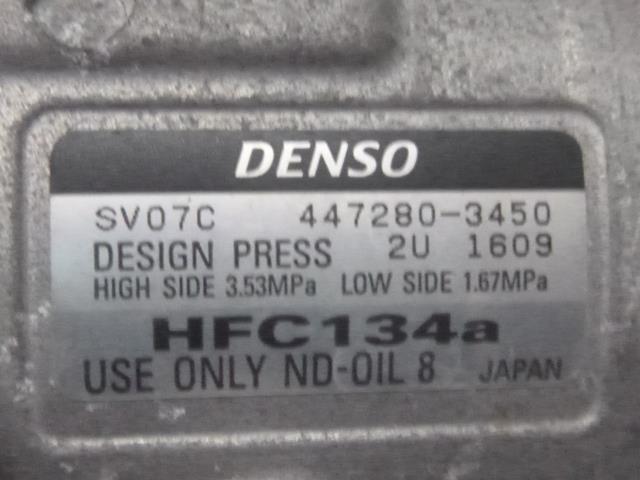 DENSO
SV07C 447280-3450
DESIGN PRESS 2U 1609
HIGH SIDE 3.53MPa LOW SIDE 1.67MPa
HFC134a
USE ONLY ND-OIL 8 JAPAN